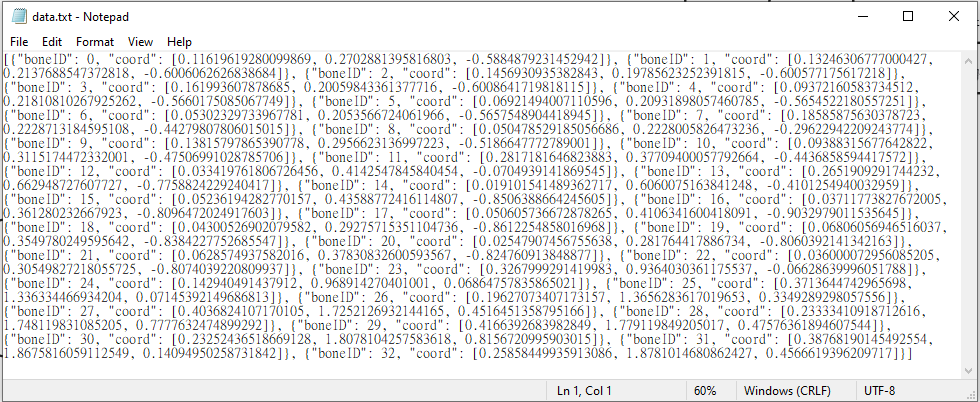 data.txt - Notepad
File Edit Format View Help
[{"boneID": 0, "coord": [0.11619619280099869, 0.2702881395816803, -0.5884879231452942]}, {"boneID": 1, "coord": [0.13246306777000427,
0.2137688547372818, -0.6006062626838684]}, {"boneID": 2, "coord": [0.1456930935382843, 0.19785623252391815, -0.600577175617218]},
{"boneID": 3, "coord": [0.161993607878685, 0.20059843361377716, -0.6008641719818115]}, {"boneID": 4, "coord": [0.09372160583734512,
0.21810810267925262, -0.5660175085067749]}, {"boneID": 5, "coord": [0.06921494007110596, 0.20931898057460785, -0.5654522180557251]},
{"boneID": 6, "coord": [0.05302329733967781, 0.2053566724061966, -0.5657548904418945]}, {"boneID": 7, "coord": [0.18585875630378723,
0.2228713184595108, -0.44279807806015015]}, {"boneID": 8, "coord": [0.050478529185056686, 0.2228005826473236, -0.29622942209243774]},
{"boneID": 9, "coord": [0.1381579786539078, 0.2956623136997223, -0.5186647772789001]}, {"boneID": 10, "coord": [0.09388315677642822,
0.3115174472332001, -0.47506991028785706]}, {"boneID": 11, "coord": [0.2817181646823883, 0.37709400057792664, -0.4436858594417572]},
{"boneID": 12, "coord": [0.033419761806726456, 0.4142547845840454, -0.0704939141869545]}, {"boneID": 13, "coord": [0.2651909291744232,
0.662948727607727, -0.7758824229240417]}, {"boneID": 14, "coord": [0.019101541489362717, 0.6060075163841248, -0.4101254940032959]},
{"boneID": 15, "coord": [0.05236194282770157, 0.43588772416114807, -0.8506388664245605]}, {"boneID": 16, "coord": [0.03711773827672005,
0.361280232667923, -0.8096472024917603]}, {"boneID": 17, "coord": [0.050605736672878265, 0.4106341600418091, -0.9032979011535645]},
{"boneID": 18, "coord": [0.04300526902079582, 0.29275715351104736, -0.8612254858016968]}, {"boneID": 19, "coord": [0.06806056946516037,
0.3549780249595642, -0.8384227752685547]}, {"boneID": 20, "coord": [0.02547907456755638, 0.281764417886734, -0.8060392141342163]},
{"boneID": 21, "coord": [0.0628574937582016, 0.37830832600593567, -0.824760913848877]}, {"boneID": 22, "coord": [0.036000072956085205,
0.30549827218055725, -0.8074039220809937]}, {"boneID": 23, "coord": [0.3267999291419983, 0.9364030361175537, -0.06628639996051788]},
{"boneID": 24, "coord": [0.142940491437912, 0.968914270401001, 0.06864757835865021]}, {"boneID": 25, "coord": [0.3713644742965698,
1.336334466934204, 0.07145392149686813]}, {"boneID": 26, "coord": [0.19627073407173157, 1.3656283617019653, 0.33492898298057556]},
{"boneID": 27, "coord": [0.4036824107170105, 1.7252126932144165, 0.4516451358795166]}, {"boneID": 28, "coord": [0.23333410918712616,
1.748119831085205, 0.7777632474899292]}, {"boneID": 29, "coord": [0.4166392683982849, 1.779119849205017, 0.47576361894607544]},
{"boneID": 30, "coord": [0.23252436518669128, 1.8078104257583618, 0.8156720995903015]}, {"boneID": 31, "coord": [0.38768190145492554,
1.8675816059112549, 0.14094950258731842]}, {"boneID": 32, "coord": [0.25858449935913086, 1.8781014680862427, 0.4566619396209717]}]
Ln 1, Col 1 60% Windows (CRLF) UTF-8